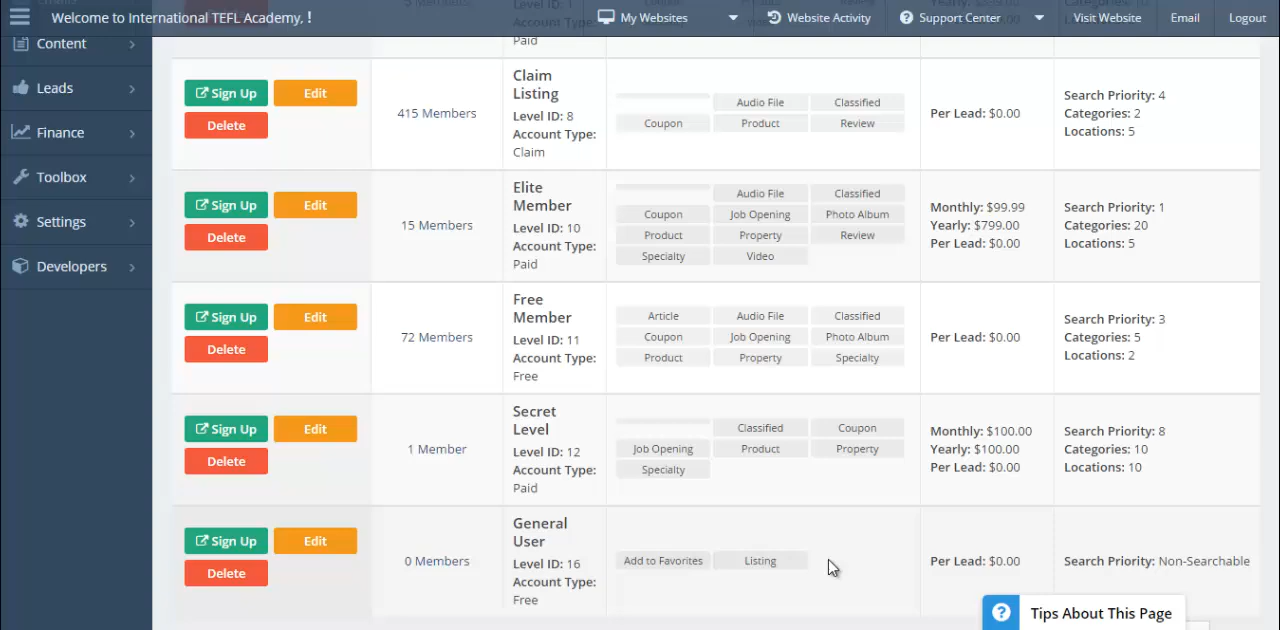 Welcome to International TEFL Academy, !
My Websites
Website Activity
Support Center
Visit Website
Email
Logout
Content
Leads
Finance
Toolbox
Settings
Developers
5 Members
Level ID: 1
Account Type:
Paid
Sign Up
Edit
Delete
415 Members
Claim
Listing
Level ID: 8
Account Type:
Claim
Audio File
Classified
Coupon
Product
Review
Per Lead: $0.00
Search Priority: 4
Categories: 2
Locations: 5
Sign Up
Edit
Delete
15 Members
Elite
Member
Level ID: 10
Account Type:
Paid
Audio File
Classified
Coupon
Job Opening
Photo Album
Product
Property
Review
Specialty
Video
Monthly: $99.99
Yearly: $799.00
Per Lead: $0.00
Search Priority: 1
Categories: 20
Locations: 5
Sign Up
Edit
Delete
72 Members
Free
Member
Level ID: 11
Account Type:
Free
Article
Audio File
Classified
Coupon
Job Opening
Photo Album
Product
Property
Specialty
Per Lead: $0.00
Search Priority: 3
Categories: 5
Locations: 2
Sign Up
Edit
Delete
1 Member
Secret
Level
Level ID: 12
Account Type:
Paid
Classified
Coupon
Job Opening
Product
Property
Specialty
Monthly: $100.00
Yearly: $100.00
Per Lead: $0.00
Search Priority: 8
Categories: 10
Locations: 10
Sign Up
Edit
Delete
0 Members
General
User
Level ID: 16
Account Type:
Free
Add to Favorites
Listing
Per Lead: $0.00
Search Priority: Non-Searchable
Tips About This Page